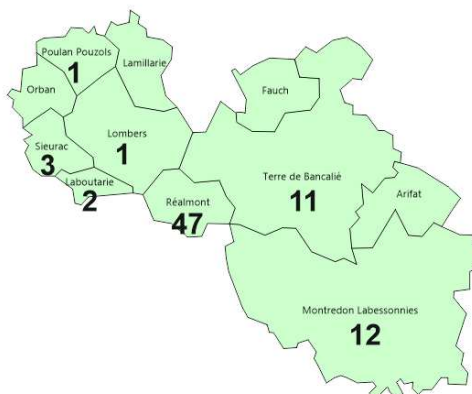 Poulan Pouzols
1
Lamillarie
Orban
Fauch
Lombers
1
Sieurac
3
Laboutarie
2
Réalmont
47
Terre de Bancalié
11
Arifat
Montredon Labessonnies
12